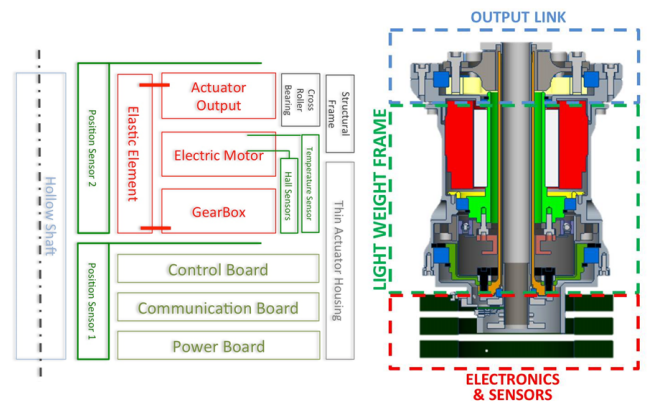 Hollow Shaft
Position Sensor 2
Position Sensor 1
Elastic Element
Actuator
Output
Electric Motor
GearBox
Cross
Roller
Bearing
Structural
Frame
Hall Sensors
Temperature Sensor
Thin Actuator Housing
Control Board
Communication Board
Power Board
OUTPUT LINK
LIGHT WEIGHT FRAME
ELECTRONICS
& SENSORS